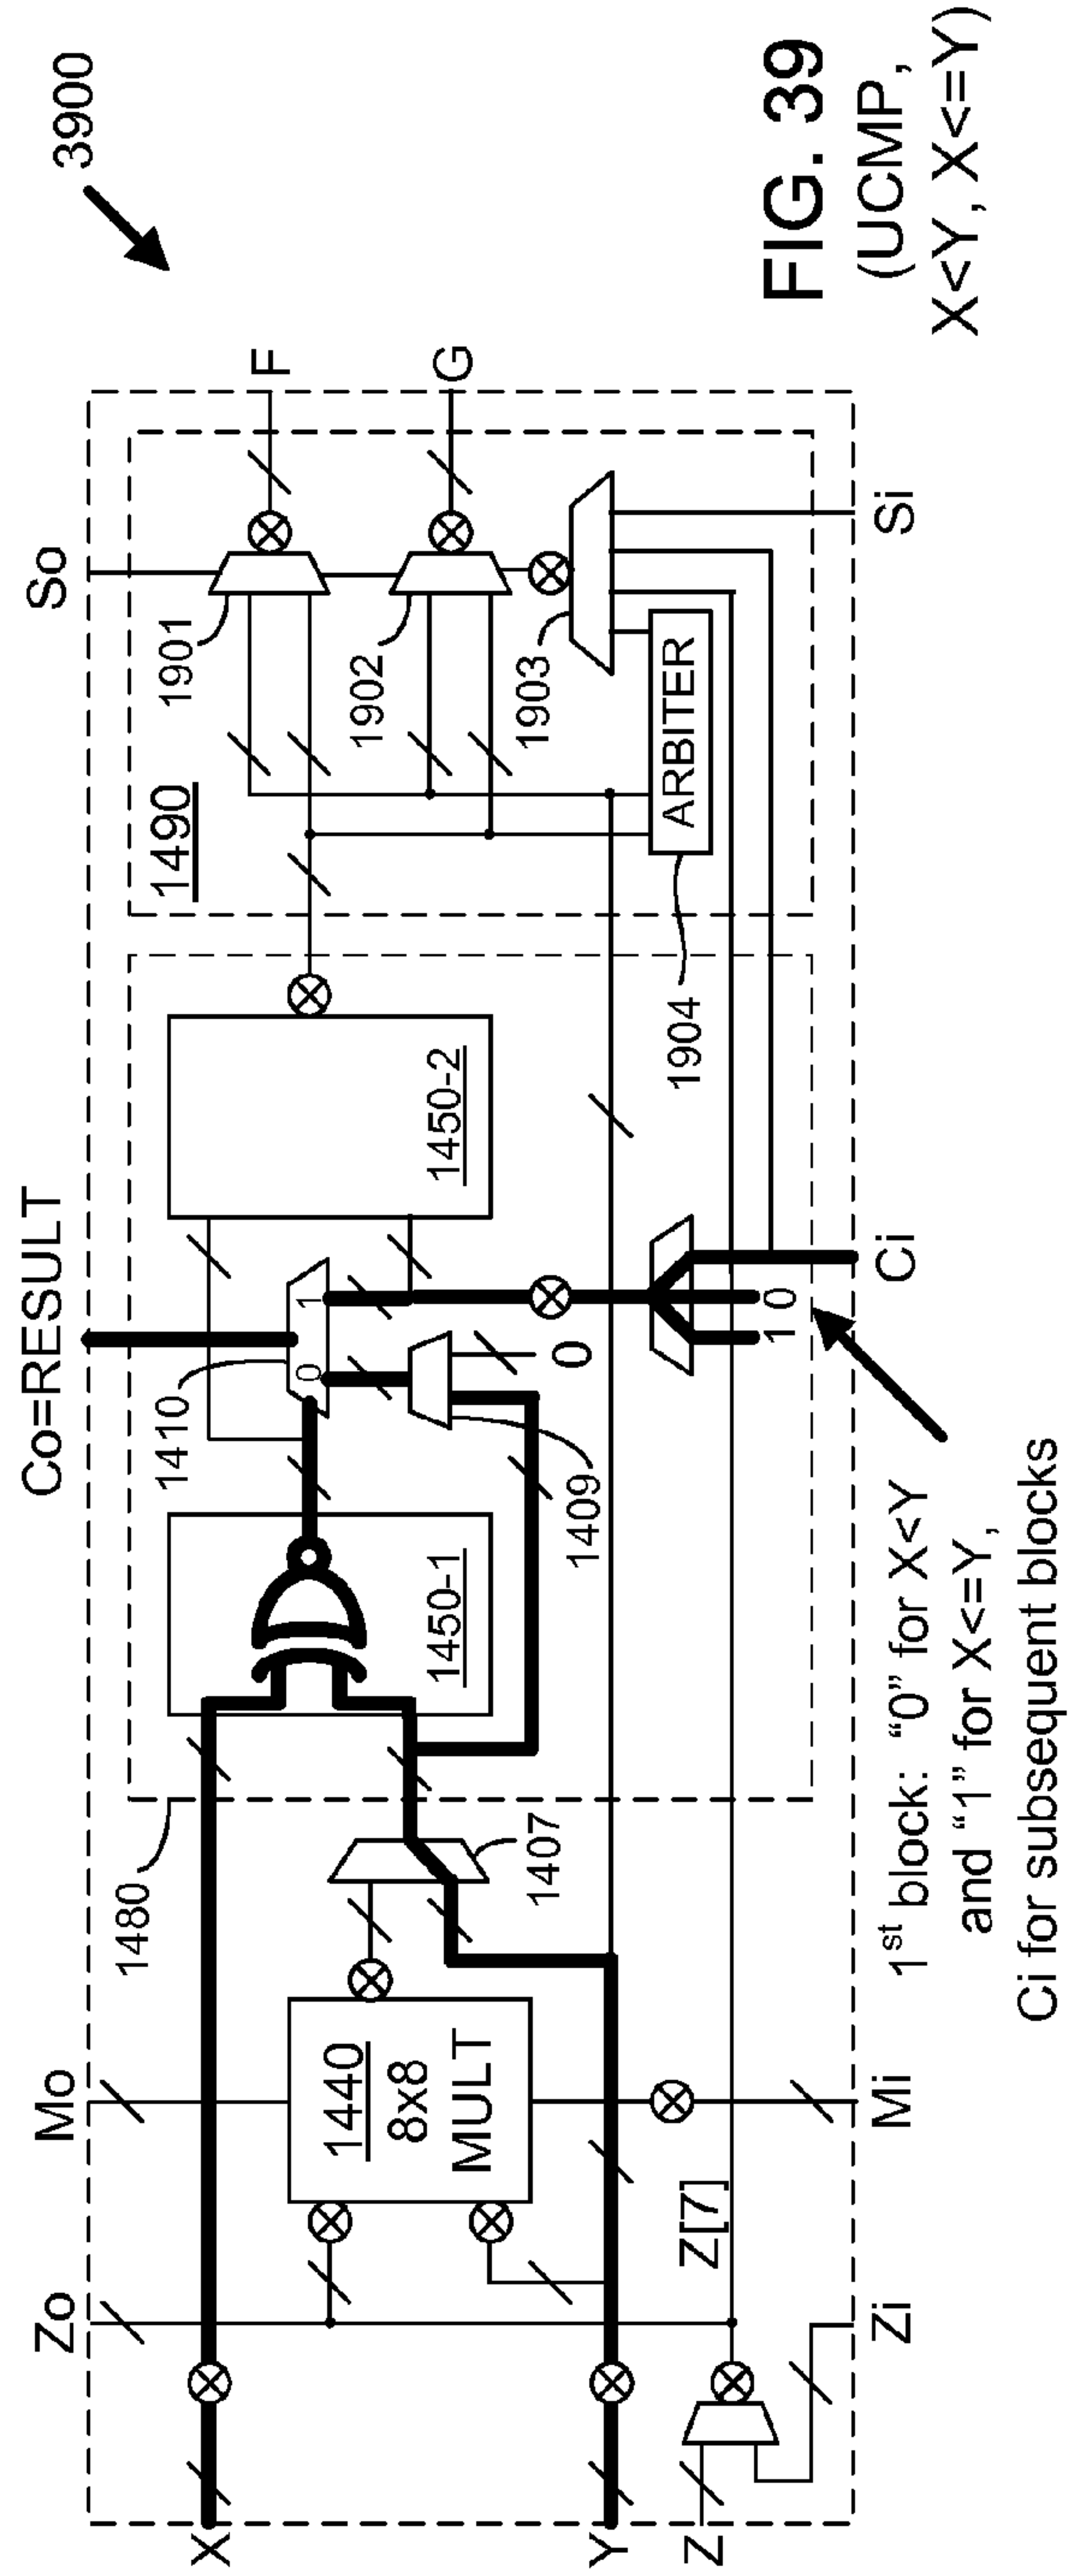 3900
Zo
Mo
Co=RESULT
So
X
Y
Z
Zi
Mi
Ci
Si
F
G
1480
1440
8x8
MULT
Z[7]
1407
1450-1
1409
1410
0
1
0
1
0
1450-2
1490
1901
1902
1903
ARBITER
1904
1st block: “0” for X<Y
and “1” for X<=Y,
Ci for subsequent blocks
FIG. 39
(UCMP,
X<Y, X<=Y)